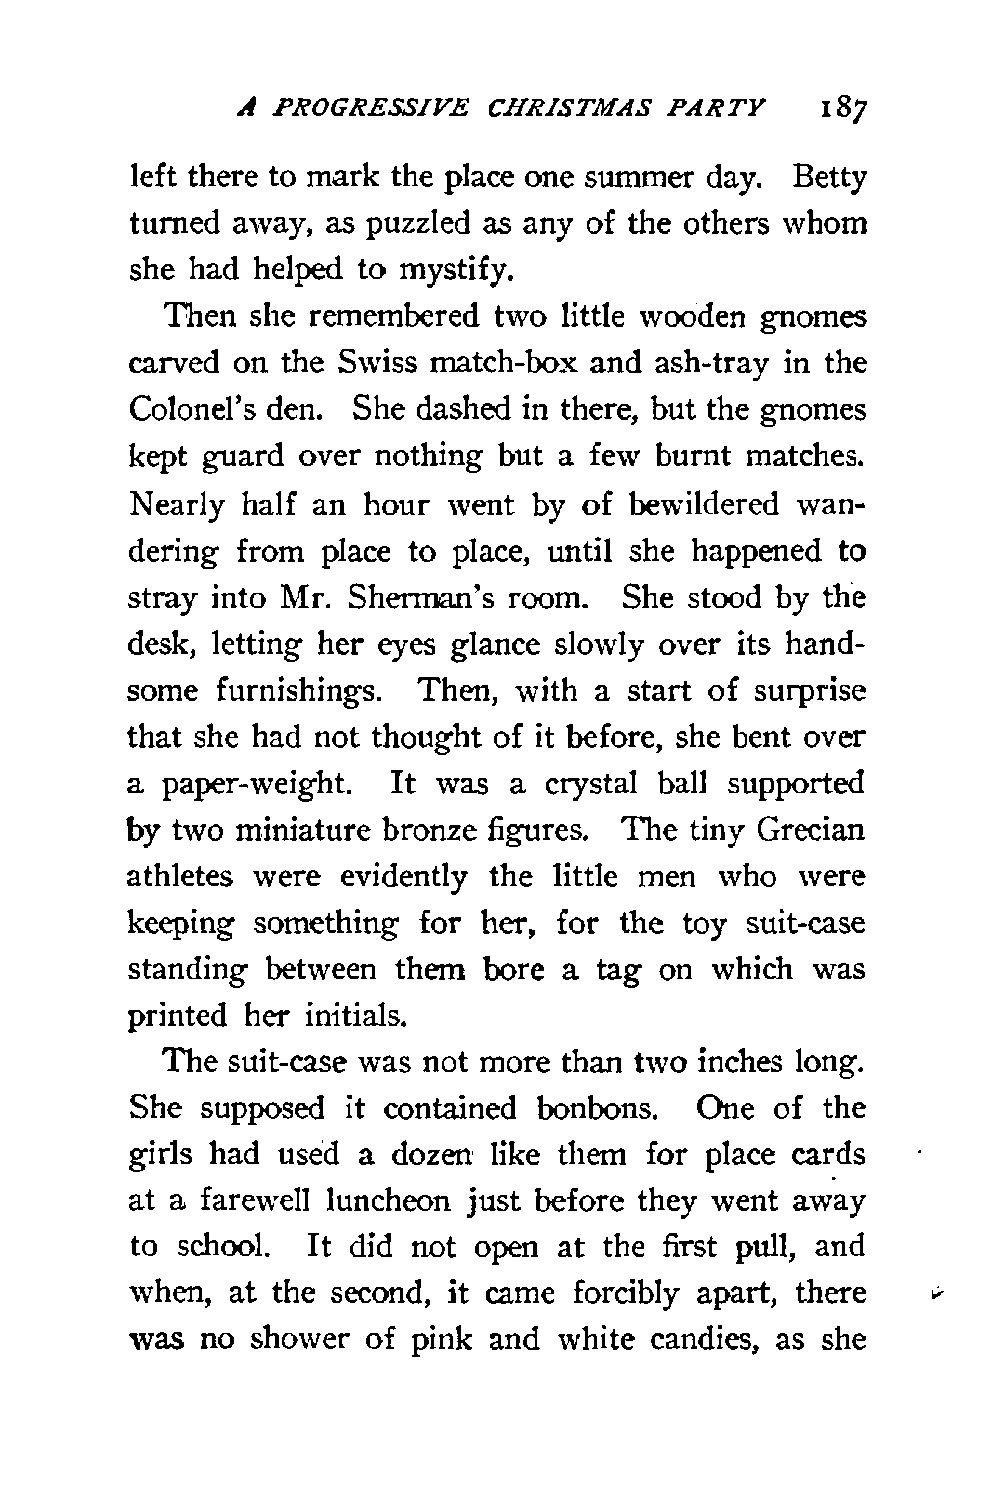 A PROGRESSIVE CHRISTMAS PARTY 187
left there to mark the place one summer day. Betty
turned away, as puzzled as any of the others whom
she had helped to mystify.
Then she remembered two little wooden gnomes
carved on the Swiss match-box and ash-tray in the
Colonel's den. She dashed in there, but the gnomes
kept guard over nothing but a few burnt matches.
Nearly half an hour went by of bewildered wan-
dering from place to place, until she happened to
stray into Mr. Sherman's room. She stood by the
desk, letting her eyes glance slowly over its hand-
some furnishings. Then, with a start of surprise
that she had not thought of it before, she bent over
a paper-weight. It was a crystal ball supported
by two miniature bronze figures. The tiny Grecian
athletes were evidently the little men who were
keeping something for her, for the toy suit-case
standing between them bore a tag on which was
printed her initials.
The suit-case was not more than two inches long.
She supposed it contained bonbons. One of the
girls had used a dozen like them for place cards
at a farewell luncheon just before they went away
to school. It did not open at the first pull, and
when, at the second, it came forcibly apart, there
was no shower of pink and white candies, as she